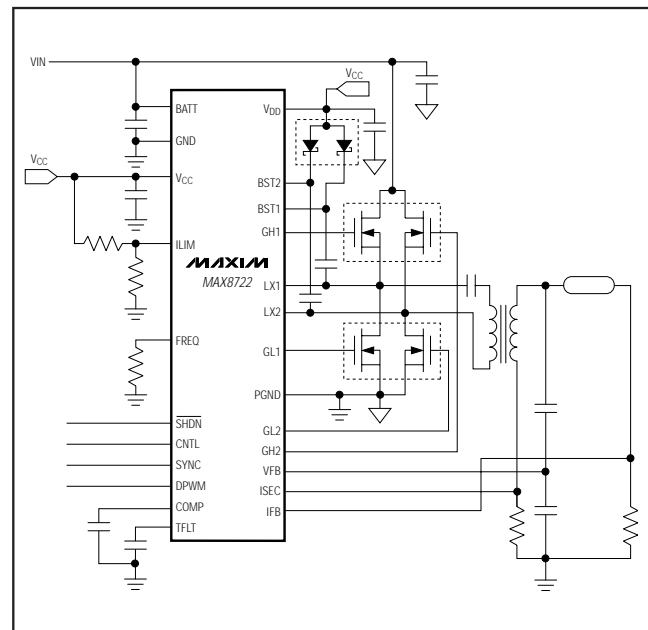 VIN
VCC
BATT
VDD
GND
VCC
VCC
BST2
BST1
GH1
ILIM
MAXIM
MAX8722
LX1
LX2
FREQ
GL1
PGND
SHDN
GL2
CNTL
GH2
SYNC
VFB
DPWM
ISEC
COMP
IFB
TFLT